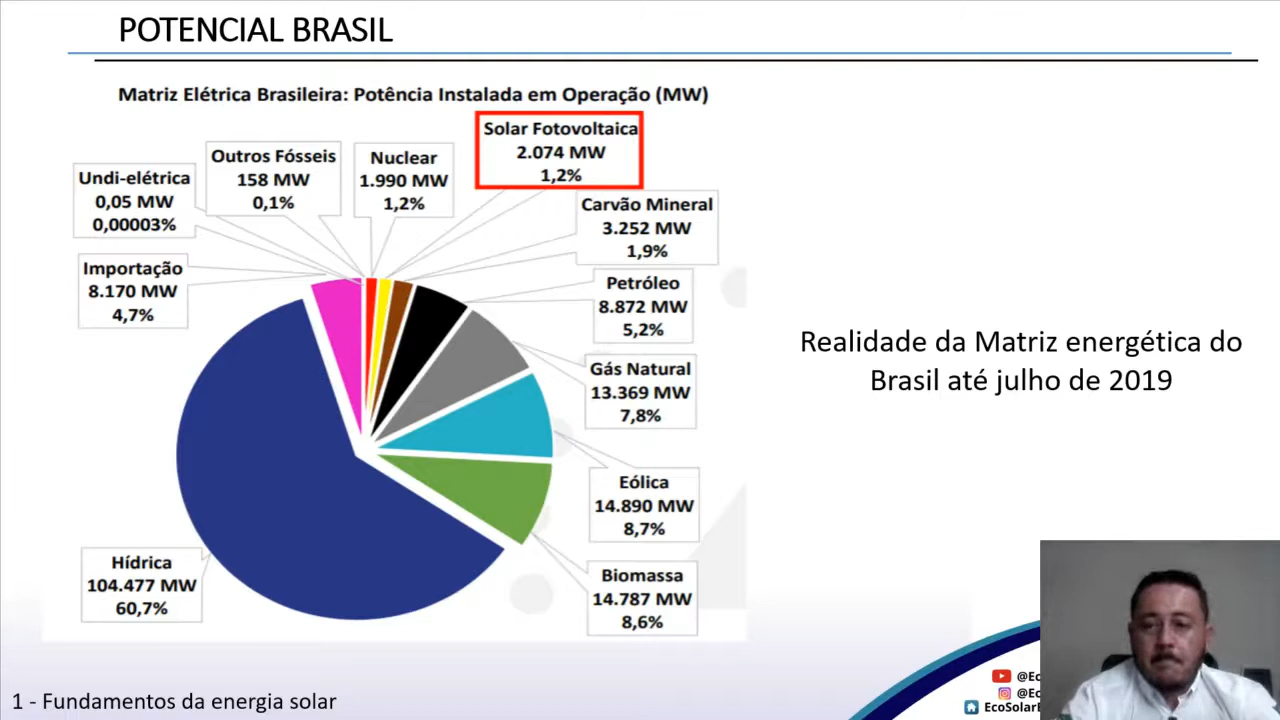 POTENCIAL BRASIL
Matriz Elétrica Brasileira: Potência Instalada em Operação (MW)
Solar Fotovoltaica
2.074 MW
1,2%
Outros Fósseis
158 MW
0,1%
Nuclear
1.990 MW
1,2%
Undi-elétrica
0,05 MW
0,00003%
Carvão Mineral
3.252 MW
1,9%
Importação
8.170 MW
4,7%
Petróleo
8.872 MW
5,2%
Gás Natural
13.369 MW
7,8%
Realidade da Matriz energética do
Brasil até julho de 2019
Eólica
14.890 MW
8,7%
Hídrica
104.477 MW
60,7%
Biomassa
14.787 MW
8,6%
1 - Fundamentos da energia solar